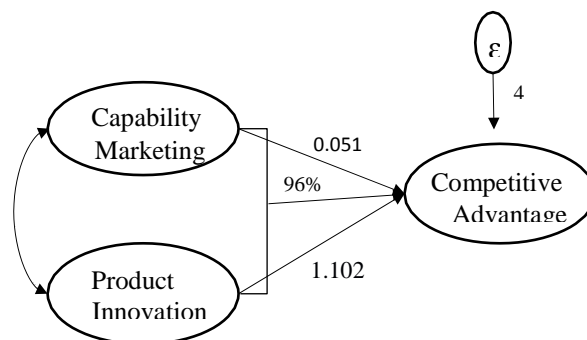 ε
4
Capability
Marketing
0.051
96%
Competitive
Advantage
Product
Innovation
1.102